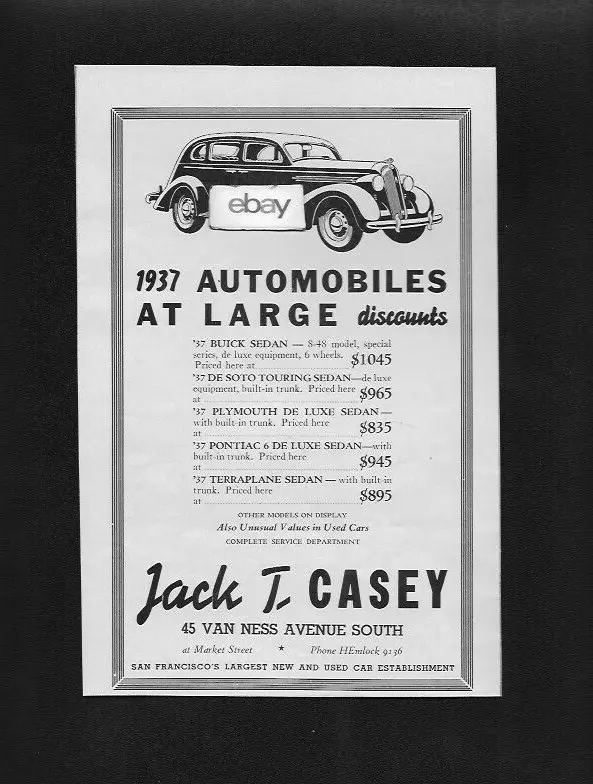 ebay
1937 AUTOMOBILES
AT LARGE discounts
'37 BUICK SEDAN — 8-48 model, special
series, de luxe equipment, 6 wheels.
Priced here at $1045
'37 DE SOTO TOURING SEDAN—de luxe
equipment, built-in trunk. Priced here
at $965
'37 PLYMOUTH DE LUXE SEDAN—
with built-in trunk. Priced here
at $835
'37 PONTIAC 6 DE LUXE SEDAN—with
built-in trunk. Priced here
at $945
'37 TERRAPLANE SEDAN — with built-in
trunk. Priced here
at $895
OTHER MODELS ON DISPLAY
Also Unusual Values in Used Cars
COMPLETE SERVICE DEPARTMENT
Jack T. CASEY
45 VAN NESS AVENUE SOUTH
at Market Street ★ Phone HEmlock 9136
SAN FRANCISCO'S LARGEST NEW AND USED CAR ESTABLISHMENT